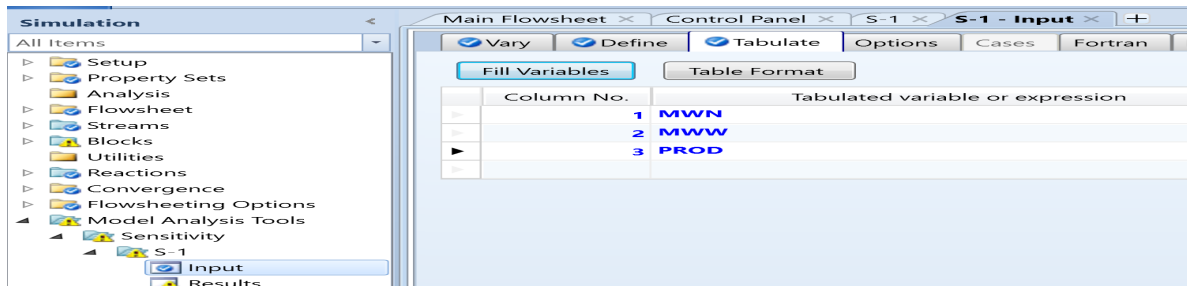 Simulation
All Items
Setup
Property Sets
Analysis
Flowsheet
Streams
Blocks
Utilities
Reactions
Convergence
Flowsheeting Options
Model Analysis Tools
Sensitivity
S-1
Input
Results
Main Flowsheet Control Panel S-1 S-1 - Input +
Vary Define Tabulate Options Cases Fortran
Fill Variables Table Format
Column No. Tabulated variable or expression
1 MWN
2 MWW
3 PROD